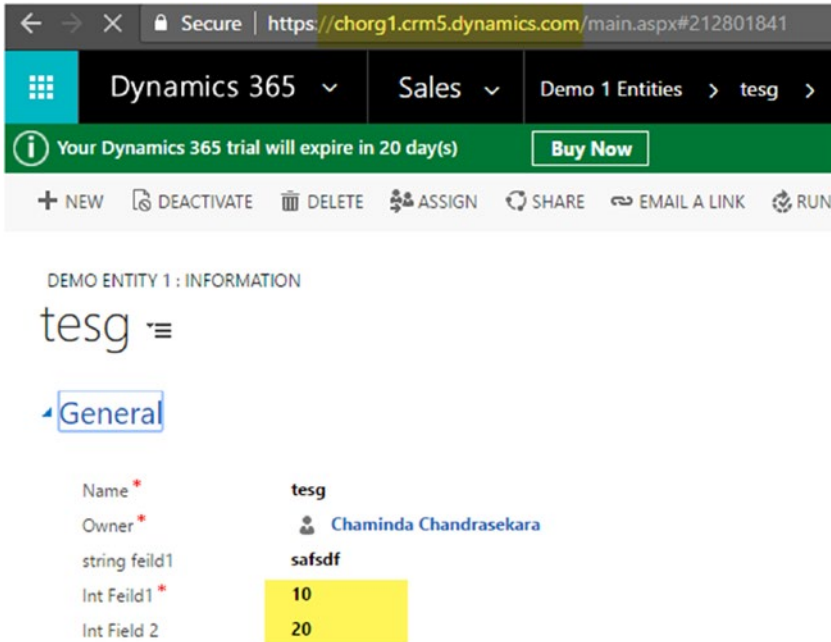 Secure | https://chorg1.crm5.dynamics.com/main.aspx#212801841
Dynamics 365 Sales Demo 1 Entities > tesg >
Your Dynamics 365 trial will expire in 20 day(s) Buy Now
NEW DEACTIVATE DELETE ASSIGN SHARE EMAIL A LINK RUN
DEMO ENTITY 1 : INFORMATION
tesg
General
Name* tesg
Owner* Chaminda Chandrasekara
string feild1 safsdf
Int Feild1* 10
Int Field 2 20